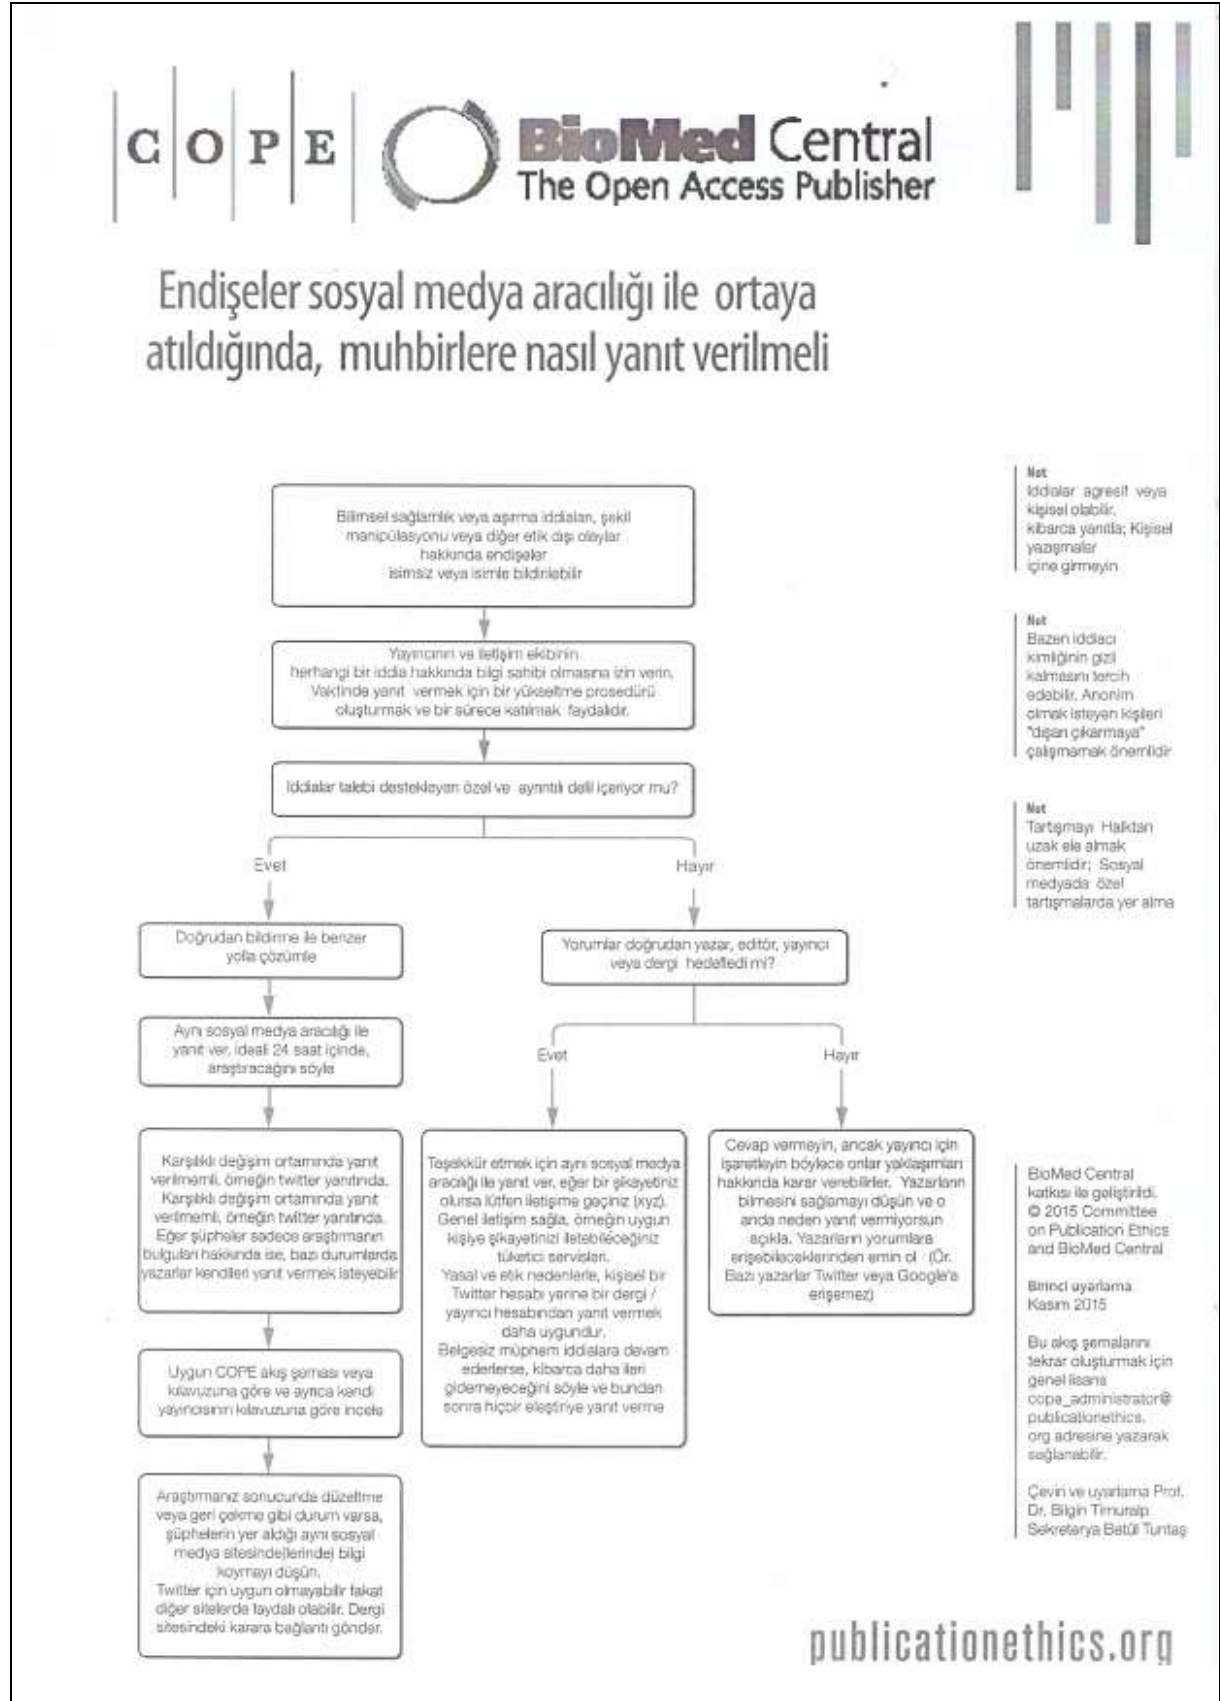 COPE
BioMed Central
The Open Access Publisher
Endişeler sosyal medya aracılığı ile ortaya
atıldığında, muhbirlere nasıl yanıt verilmeli
Bilimsel sağlamlık veya aşırma iddiaları, şekil
manipülasyonu veya diğer etik dışı olaylar
hakkında endişeler
isimsiz veya isimle bildirilebilir
Yayıncının ve iletişim ekibinin
herhangi bir iddia hakkında bilgi sahibi olmasına izin verin.
Vaktinde yanıt vermek için bir yükseltme prosedürü
oluşturmak ve bir sürece katılmak faydalıdır.
Iddialar talebi destekleyen özel ve ayrıntılı delil içeriyor mu?
Evet
Hayır
Doğrudan bildirme ile benzer
yolla çözümle
Aynı sosyal medya aracılığı ile
yanıt ver, ideali 24 saat içinde,
araştıracağını söyle
Karşılıklı değişim ortamında yanıt
verilmemli, örneğin twitter yanıtında.
Karşılıklı değişim ortamında yanıt
verilmemli, örneğin twitter yanıtında.
Eğer şüpheler sadece araştırmanın
bulguları hakkında ise, bazı durumlarda
yazarlar kendileri yanıt vermek isteyebilir
Uygun COPE akış şeması veya
kılavuzuna göre ve ayrıca kendi
yayıncısının kılavuzuna göre incele
Araştırmanız sonucunda düzeltme
veya geri çekme gibi durum varsa,
şüphelerin yer aldığı aynı sosyal
medya sitesinde(lerinde) bilgi
koymayı düşün.
Twitter için uygun olmayabilir fakat
diğer sitelerde faydalı olabilir. Dergi
sitesindeki karara bağlantı gönder.
Yorumlar doğrudan yazar, editör, yayıncı
veya dergi hedefledi mi?
Evet
Hayır
Teşekkür etmek için aynı sosyal medya
aracılığı ile yanıt ver, eğer bir şikayetiniz
olursa lütfen iletişime geçiniz (xyz).
Genel iletişim sağla, örneğin uygun
kişiye şikayetinizi iletebileceğiniz
tüketici servisleri.
Yasal ve etik nedenlerle, kişisel bir
Twitter hesabı yerine bir dergi /
yayıncı hesabından yanıt vermek
daha uygundur.
Belgesiz müphem iddialara devam
ederlerse, kibarca daha ileri
gidemeyeceğini söyle ve bundan
sonra hiçbir eleştiriye yanıt verme
Cevap vermeyin, ancak yayıncı için
işaretleyin böylece onlar yaklaşımları
hakkında karar verebilirler. Yazarların
bilmesini sağlamayı düşün ve o
anda neden yanıt vermiyorsun
açıkla. Yazarların yorumlara
erişebileceklerinden emin ol (Ör.
Bazı yazarlar Twitter veya Google'a
erişemez)
Not
Iddialar agresif veya
kişisel olabilir,
kibarca yanıtla; Kişisel
yazışmalar
içine girmeyin
Not
Bazen iddiacı
kimliğinin gizli
kalmasını tercih
edebilir. Anonim
olmak isteyen kişileri
"dışarı çıkarmaya"
çalışmamak önemlidir
Not
Tartışmayı Halktan
uzak ele almak
önemlidir; Sosyal
medyada özel
tartışmalarda yer alma
BioMed Central
katkısı ile geliştirildi.
© 2015 Committee
on Publication Ethics
and BioMed Central
Birinci uyarlama
Kasım 2015
Bu akış şemalarını
tekrar oluşturmak için
genel lisans
cope_administrator@
publicationethics.
org adresine yazarak
sağlanabilir.
Çeviri ve uyarlama Prof.
Dr. Bilgin Timuralp
Sekreterya Betül Tuntaş
publicationethics.org